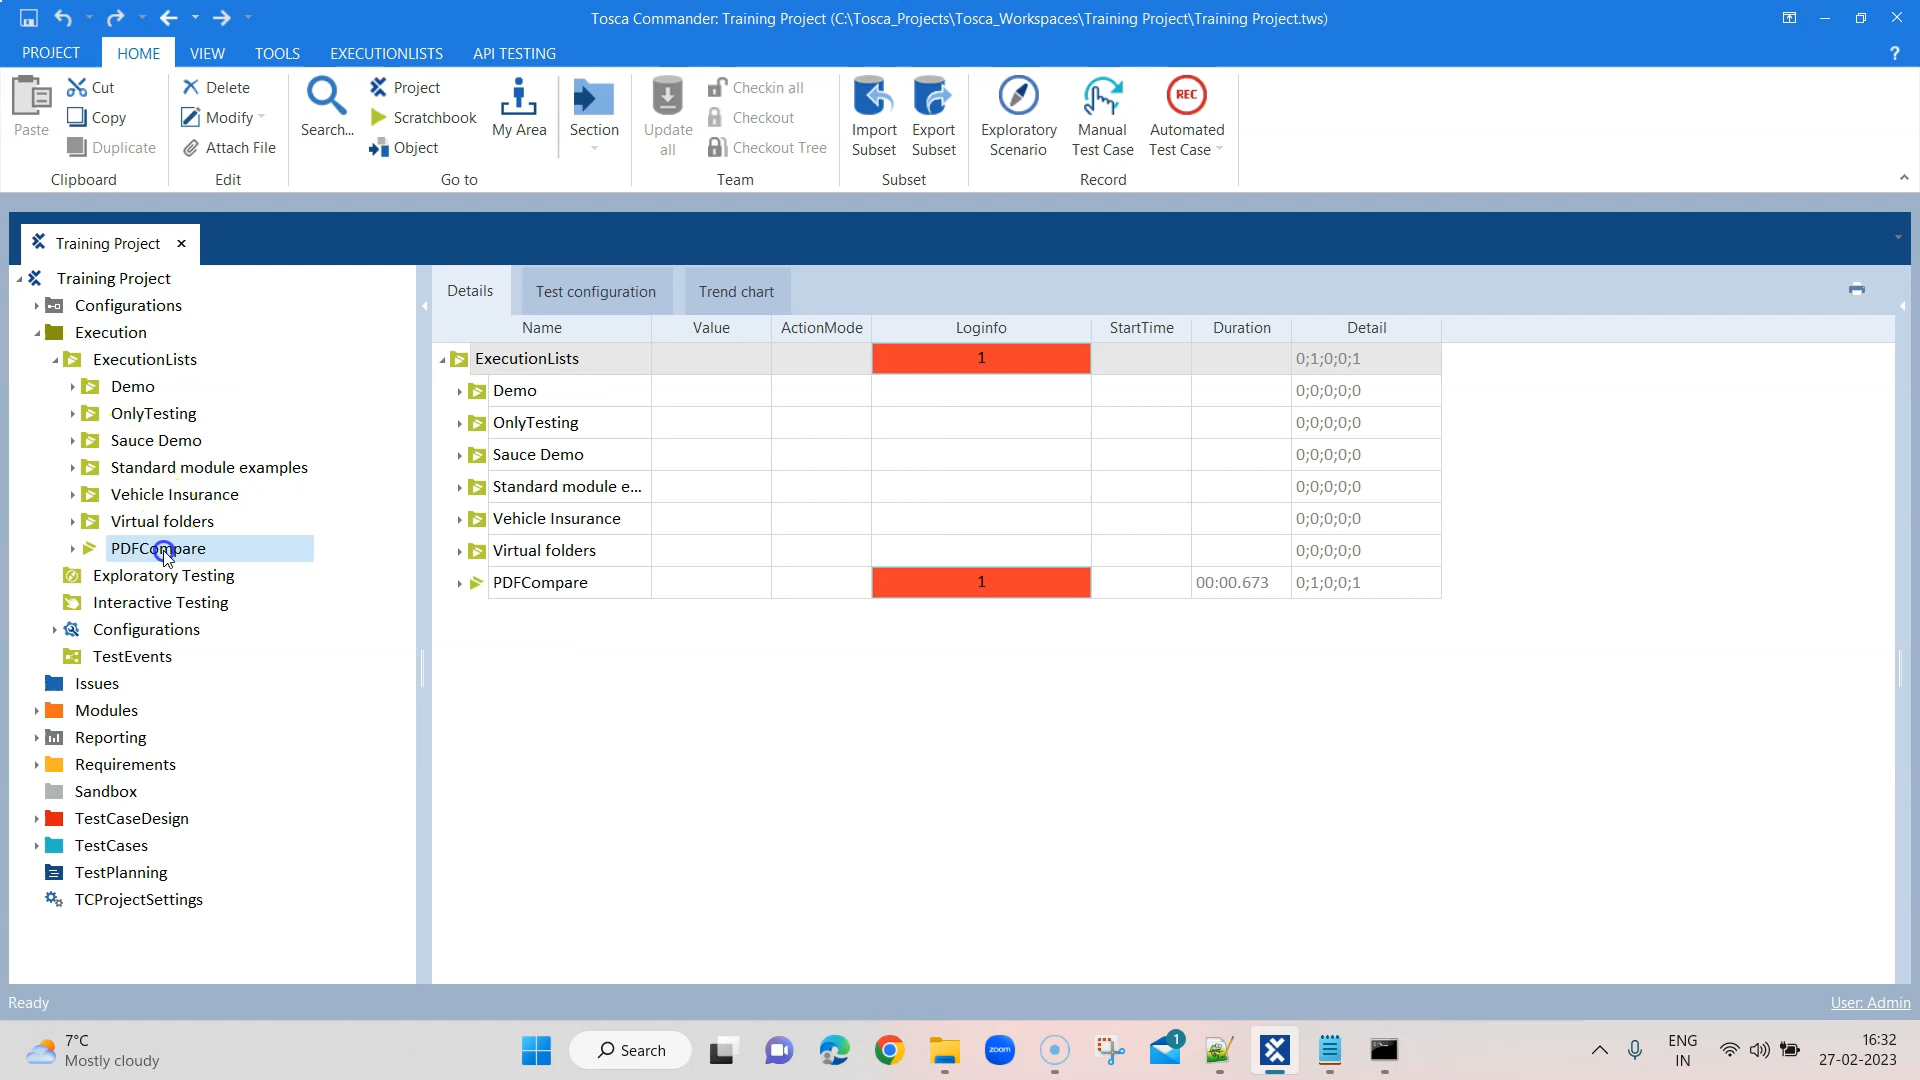 Tosca Commander: Training Project (C:\Tosca_Projects\Tosca_Workspaces\Training Project\Training Project.tws)
PROJECT HOME VIEW TOOLS EXECUTIONLISTS API TESTING ?
Paste
Cut
Copy
Duplicate
Clipboard
Delete
Modify
Attach File
Edit
Search...
Project
Scratchbook
Object
My Area
Section
Go to
Update all
Checkin all
Checkout
Checkout Tree
Team
Import Subset
Export Subset
Subset
Exploratory Scenario
Manual Test Case
REC
Automated Test Case
Record
Training Project
Training Project
Configurations
Execution
ExecutionLists
Demo
OnlyTesting
Sauce Demo
Standard module examples
Vehicle Insurance
Virtual folders
PDFCompare
Exploratory Testing
Interactive Testing
Configurations
TestEvents
Issues
Modules
Reporting
Requirements
Sandbox
TestCaseDesign
TestCases
TestPlanning
TCProjectSettings
Details Test configuration Trend chart
Name Value ActionMode Loginfo StartTime Duration Detail
ExecutionLists 1 0;1;0;0;1
Demo 0;0;0;0;0
OnlyTesting 0;0;0;0;0
Sauce Demo 0;0;0;0;0
Standard module e... 0;0;0;0;0
Vehicle Insurance 0;0;0;0;0
Virtual folders 0;0;0;0;0
PDFCompare 1 00:00.673 0;1;0;0;1
Ready User: Admin
7°C
Mostly cloudy
Search
zoom
1
ENG
IN
16:32
27-02-2023